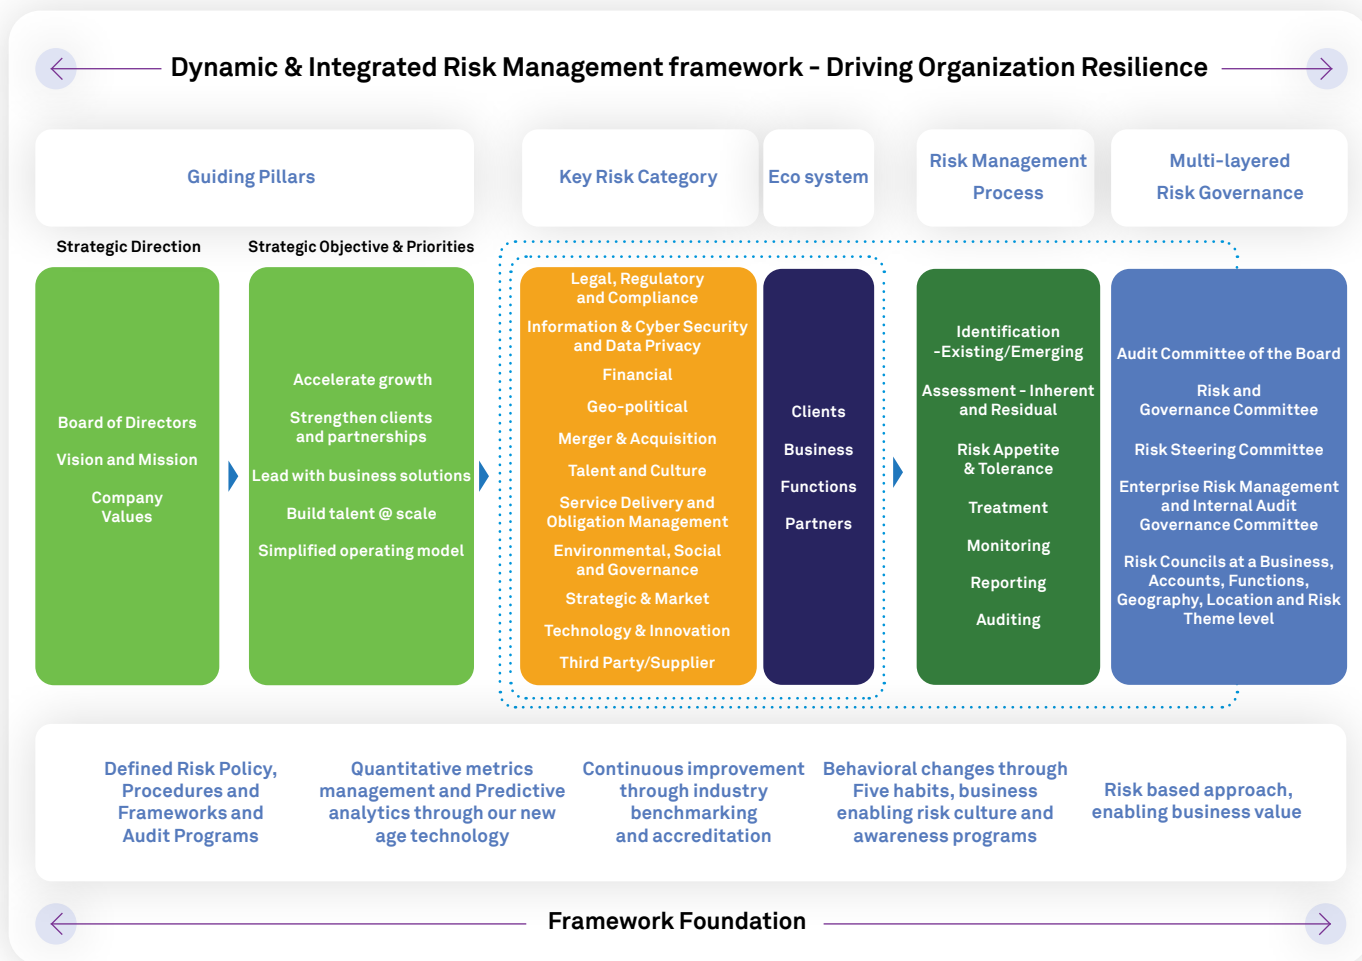 Dynamic & Integrated Risk Management framework - Driving Organization Resilience
Guiding Pillars
Key Risk Category
Eco system
Risk Management
Process
Multi-layered
Risk Governance
Strategic Direction
Strategic Objective & Priorities
Board of Directors
Vision and Mission
Company
Values
Accelerate growth
Strengthen clients
and partnerships
Lead with business solutions
Build talent @ scale
Simplified operating model
Legal, Regulatory
and Compliance
Information & Cyber Security
and Data Privacy
Financial
Geo-political
Merger & Acquisition
Talent and Culture
Service Delivery and
Obligation Management
Environmental, Social
and Governance
Strategic & Market
Technology & Innovation
Third Party/Supplier
Clients
Business
Functions
Partners
Identification
-Existing/Emerging
Assessment - Inherent
and Residual
Risk Appetite
& Tolerance
Treatment
Monitoring
Reporting
Auditing
Audit Committee of the Board
Risk and
Governance Committee
Risk Steering Committee
Enterprise Risk Management
and Internal Audit
Governance Committee
Risk Councils at a Business,
Accounts, Functions,
Geography, Location and Risk
Theme level
Defined Risk Policy,
Procedures and
Frameworks and
Audit Programs
Quantitative metrics
management and Predictive
analytics through our new
age technology
Continuous improvement
through industry
benchmarking
and accreditation
Behavioral changes through
Five habits, business
enabling risk culture and
awareness programs
Risk based approach,
enabling business value
Framework Foundation